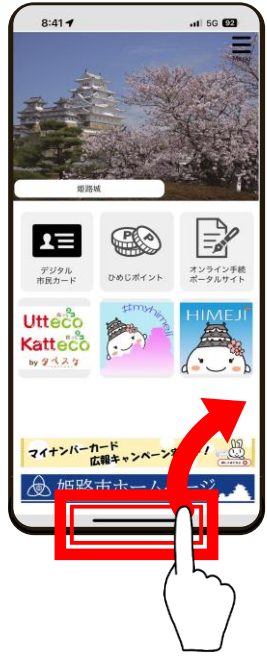 8:41
5G 92
Menu
姫路城
デジタル
市民カード
ひめじポイント
オンライン手続
ポータルサイト
Utteco
Katteco
by タベスケ
#myhimeji
HIMEJI
マイナンバーカード
広報キャンペーン実
!
姫路市ホームページ